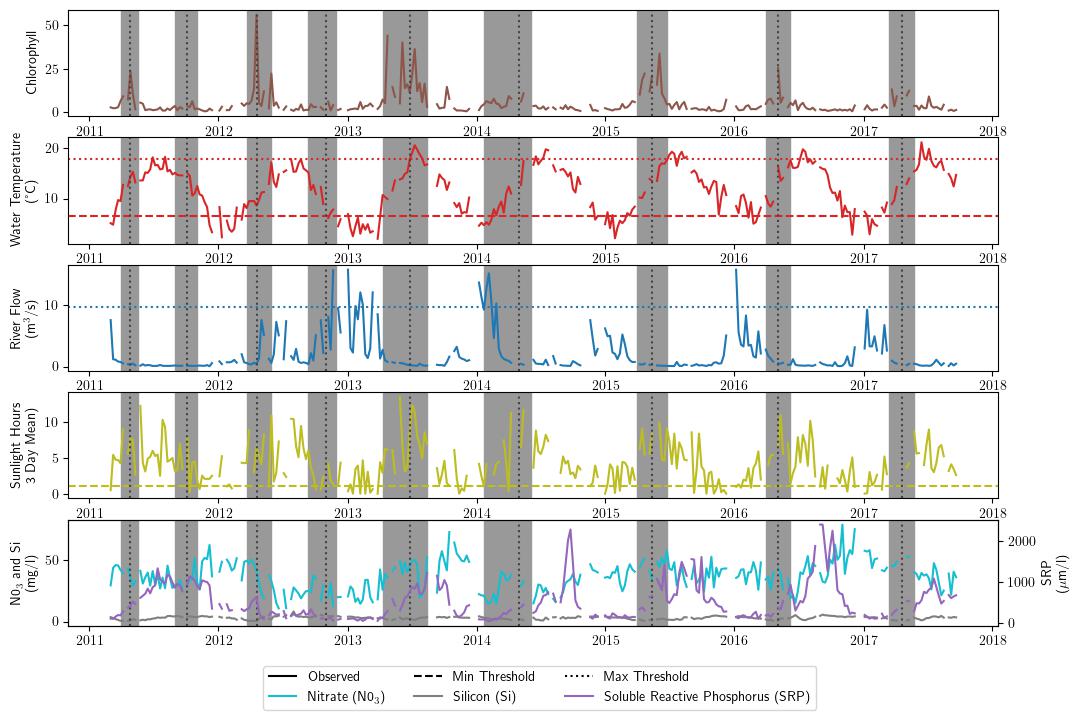 Chlorophyll
50
25
0
2011 2012 2013 2014 2015 2016 2017 2018
Water Temperature
(°C)
20
10
2011 2012 2013 2014 2015 2016 2017 2018
River Flow
(m³/s)
10
0
2011 2012 2013 2014 2015 2016 2017 2018
Sunlight Hours
3 Day Mean)
10
5
0
2011 2012 2013 2014 2015 2016 2017 2018
No₃ and Si
(mg/l)
50
0
2000
1000
0
SRP
(μm/l)
2011 2012 2013 2014 2015 2016 2017 2018
Observed Min Threshold Max Threshold
Nitrate (No₃) Silicon (Si) Soluble Reactive Phosphorus (SRP)